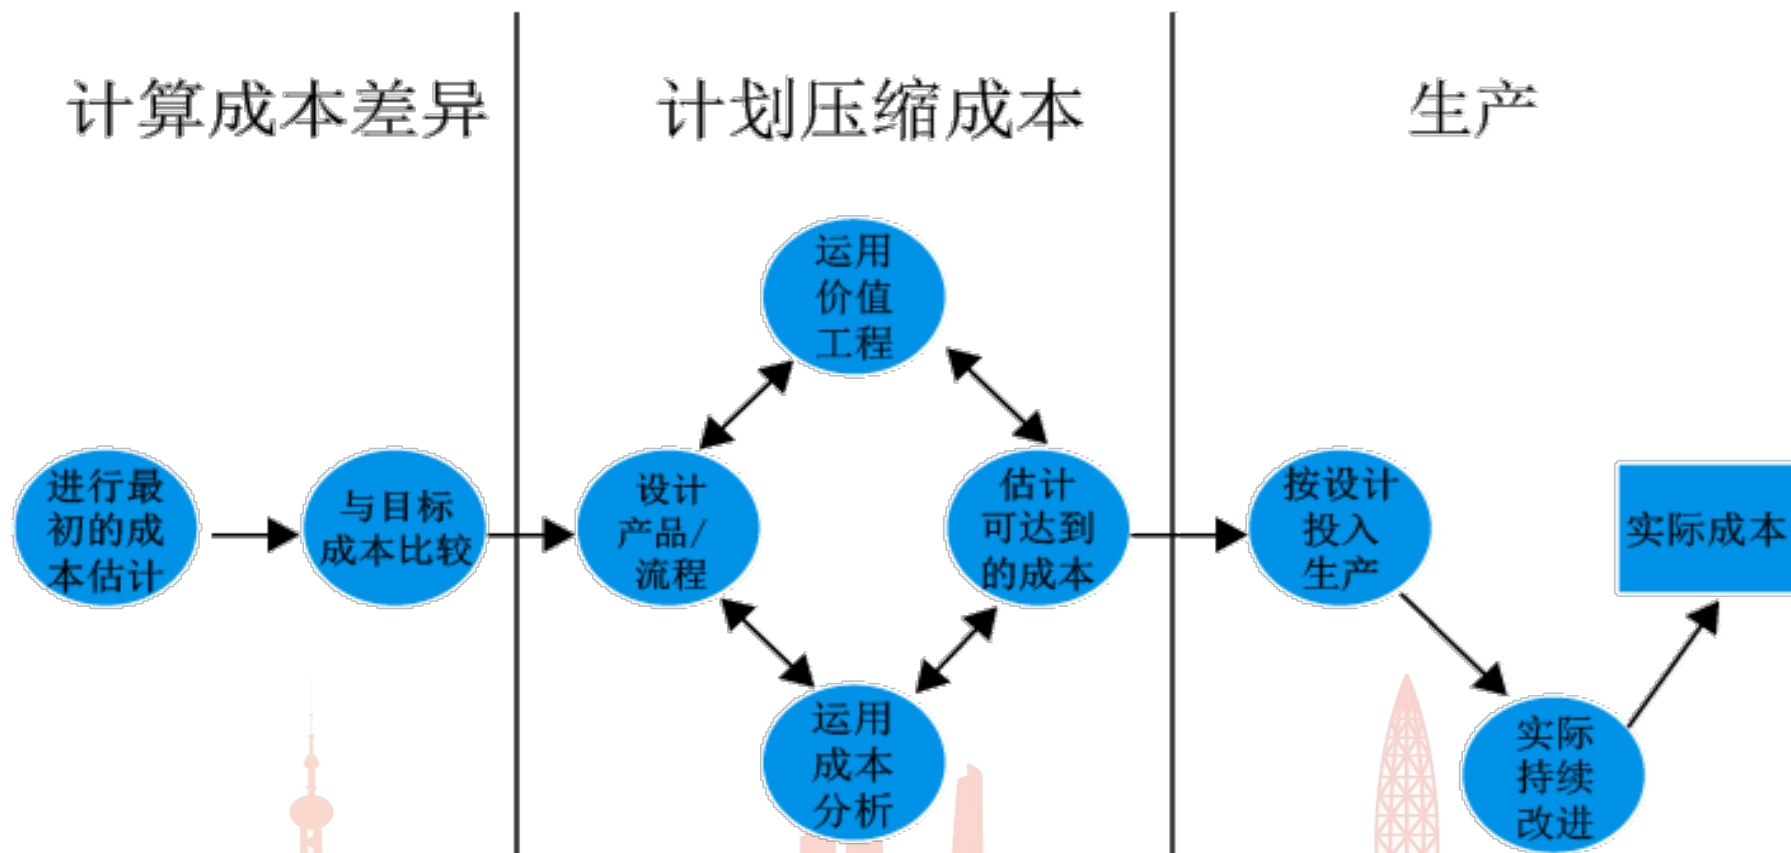 计算成本差异
计划压缩成本
生产
运用
价值
工程
进行最
初的成
本估计
与目标
成本比较
设计
产品/
流程
估计
可达到
的成本
按设计
投入
生产
实际成本
运用
成本
分析
实际
持续
改进